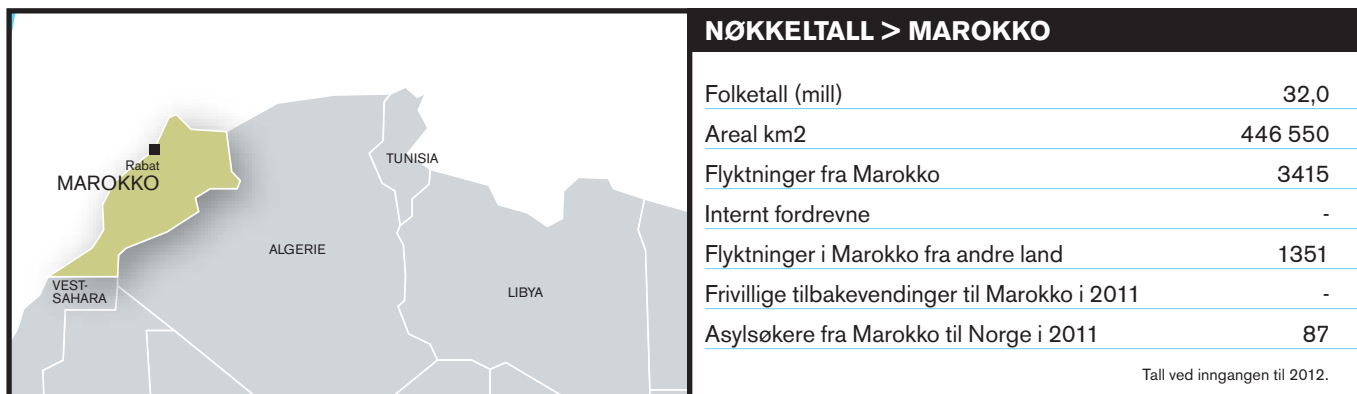 Rabat
MAROKKO
TUNISIA
ALGERIE
LIBYA
VEST-
SAHARA
NØKKELTALL > MAROKKO
Folketall (mill) 32,0
Areal km2 446 550
Flyktninger fra Marokko 3415
Internt fordrevne -
Flyktninger i Marokko fra andre land 1351
Frivillige tilbakevendinger til Marokko i 2011 -
Asylsøkere fra Marokko til Norge i 2011 87
Tall ved inngangen til 2012.